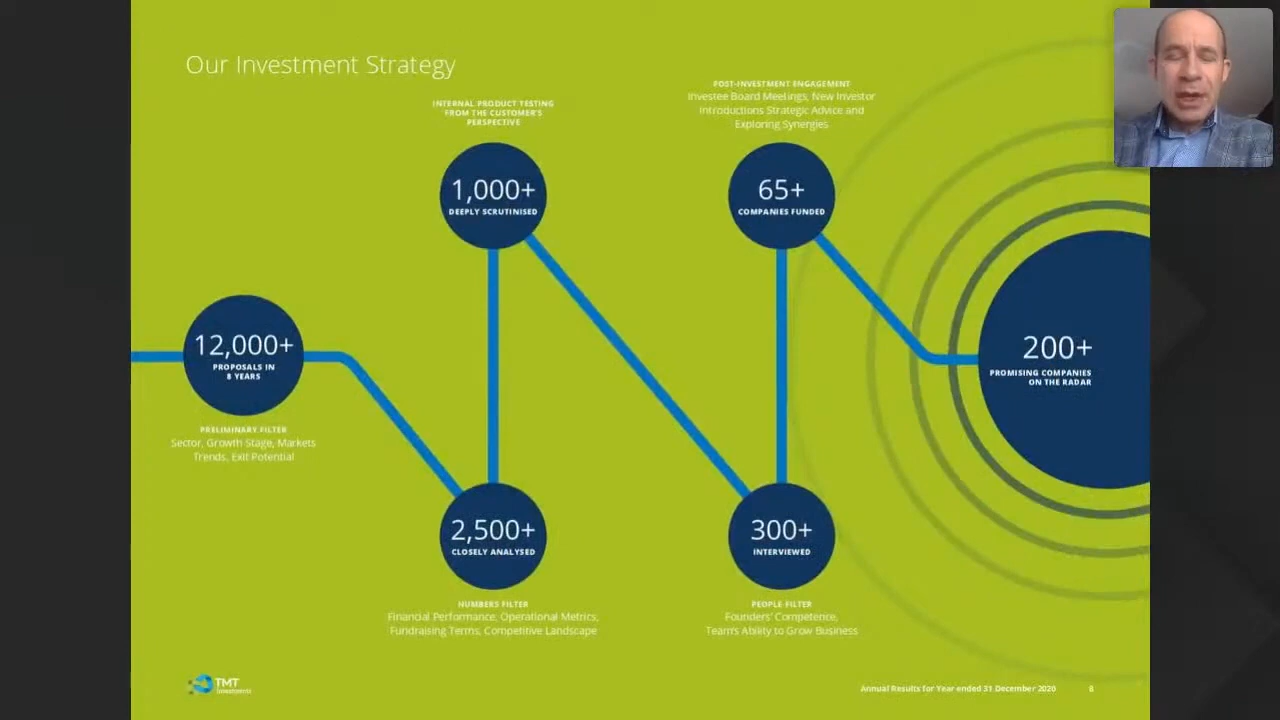 Our Investment Strategy
INTERNAL PRODUCT TESTING
FROM THE CUSTOMER'S
PERSPECTIVE
1,000+
DEEPLY SCRUTINISED
POST-INVESTMENT ENGAGEMENT
Investee Board Meetings, New Investor
Introductions Strategic Advice and
Exploring Synergies
65+
COMPANIES FUNDED
12,000+
PROPOSALS IN
8 YEARS
PRELIMINARY FILTER
Sector, Growth Stage, Markets
Trends, Exit Potential
200+
PROMISING COMPANIES
ON THE RADAR
2,500+
CLOSELY ANALYSED
NUMBERS FILTER
Financial Performance, Operational Metrics,
Fundraising Terms, Competitive Landscape
300+
INTERVIEWED
PEOPLE FILTER
Founders' Competence,
Team's Ability to Grow Business
TMT
Investments
Annual Results for Year ended 31 December 2020
8